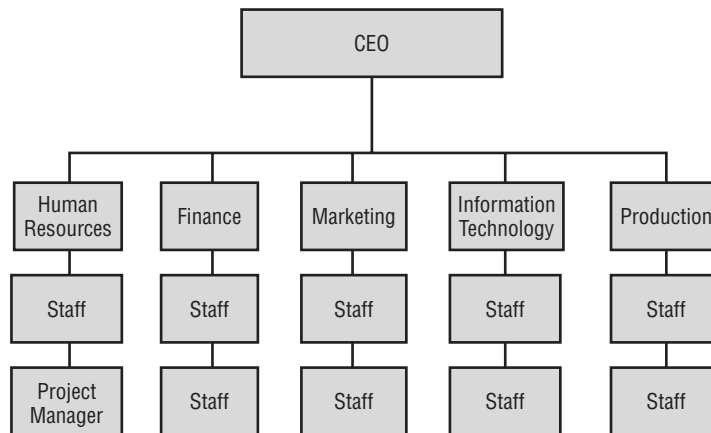 CEO
Human
Resources
Finance
Marketing
Information
Technology
Production
Staff
Staff
Staff
Staff
Staff
Project
Manager
Staff
Staff
Staff
Staff